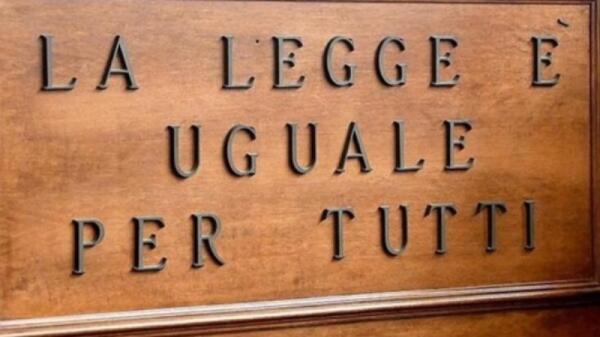 LA LEGGE È
UGUALE
PER TUTTI